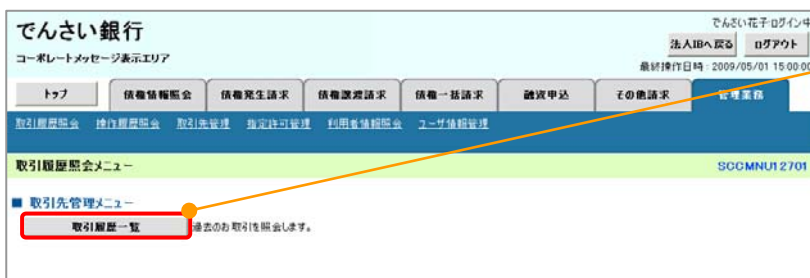 でんさい銀行
でんさい花子ログイン中
コーポレートメッセージ表示エリア
法人IBへ戻る ログアウト
最終操作日時:2009/05/01 15:00:00
トップ 債権情報照会 債権発生請求 債権譲渡請求 債権一括請求 融資申込 その他請求 管理業務
取引履歴照会 操作履歴照会 取引先管理 指定許可管理 利用者情報照会 ユーザ情報管理
取引履歴照会メニュー SCCMNU12701
■ 取引先管理メニュー
取引履歴一覧 過去のお取引を照会します。